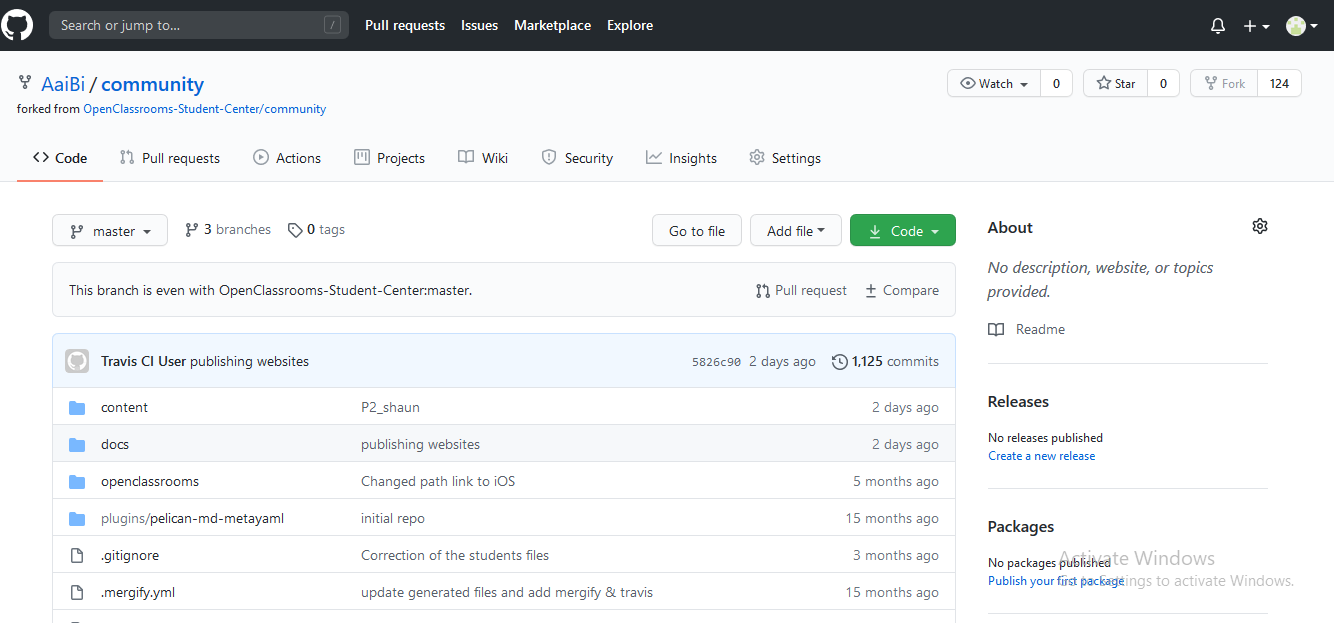 Search or jump to... /
Pull requests Issues Marketplace Explore
AaiBi / community
Watch 0 Star 0 Fork 124
forked from OpenClassrooms-Student-Center/community
Code Pull requests Actions Projects Wiki Security Insights Settings
master 3 branches 0 tags Go to file Add file Code
About
No description, website, or topics
provided.
Readme
This branch is even with OpenClassrooms-Student-Center:master. Pull request Compare
Travis CI User publishing websites 5826c90 2 days ago 1,125 commits
content P2_shaun 2 days ago
docs publishing websites 2 days ago
openclassrooms Changed path link to iOS 5 months ago
plugins/pelican-md-metayaml initial repo 15 months ago
.gitignore Correction of the students files 3 months ago
.mergify.yml update generated files and add mergify & travis 15 months ago
Releases
No releases published
Create a new release
Packages
No packages published
Publish your first package
Activate Windows
Go to Settings to activate Windows.